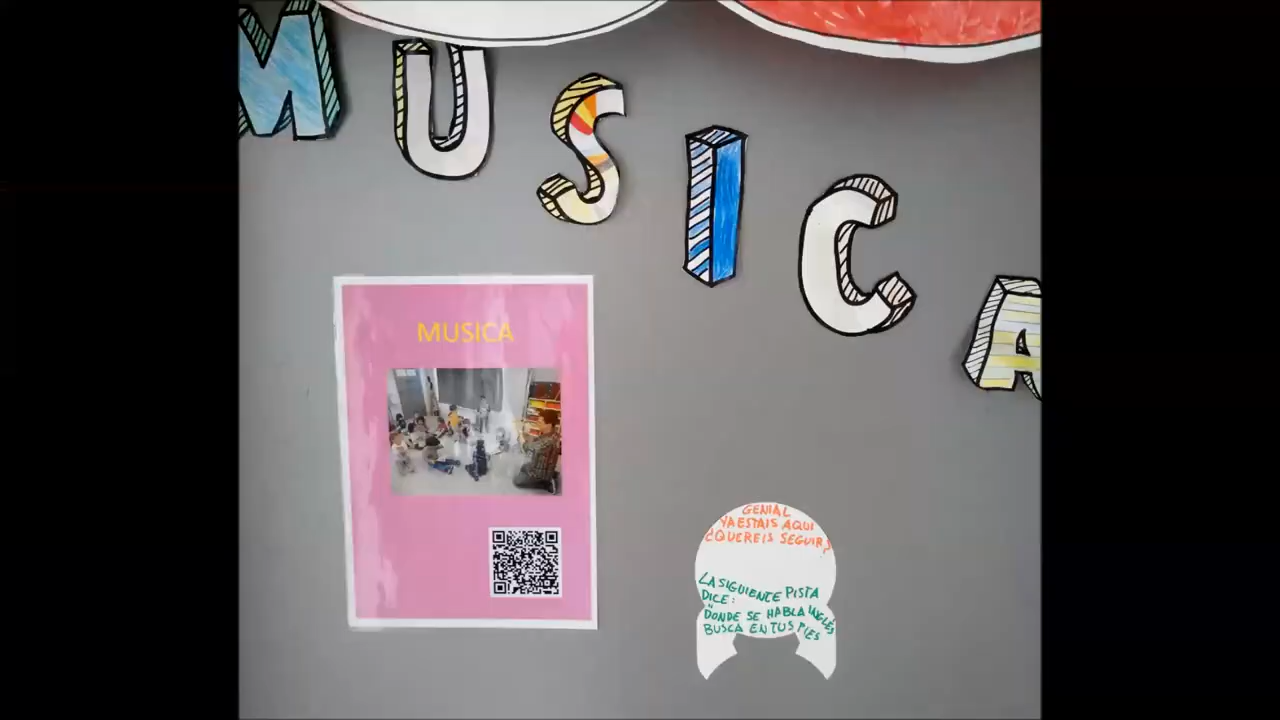 MUSICA
MUSICA
GENIAL
YA ESTAIS AQUI
¿QUEREIS SEGUIR?
LA SIGUIENTE PISTA
DICE:
"DONDE SE HABLA INGLÉS
BUSCA EN TUS PIES